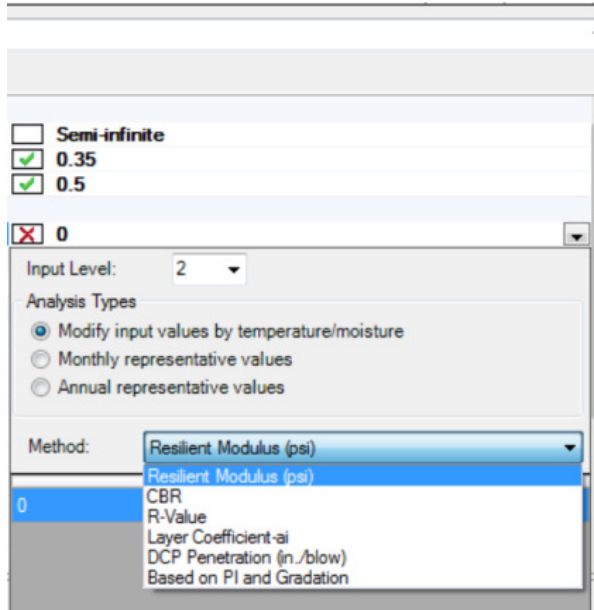 Semi-infinite
0.35
0.5
0
Input Level: 2
Analysis Types
Modify input values by temperature/moisture
Monthly representative values
Annual representative values
Method: Resilient Modulus (psi)
Resilient Modulus (psi)
0
CBR
R-Value
Layer Coefficient-ai
DCP Penetration (in./blow)
Based on PI and Gradation